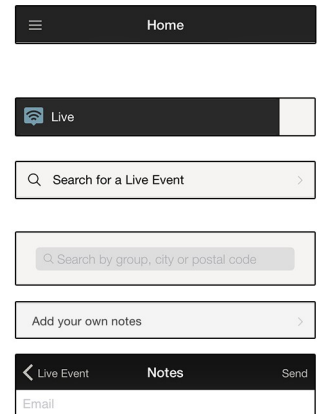 Home
Live
Search for a Live Event
Search by group, city or postal code
Add your own notes
Live Event Notes Send
Email